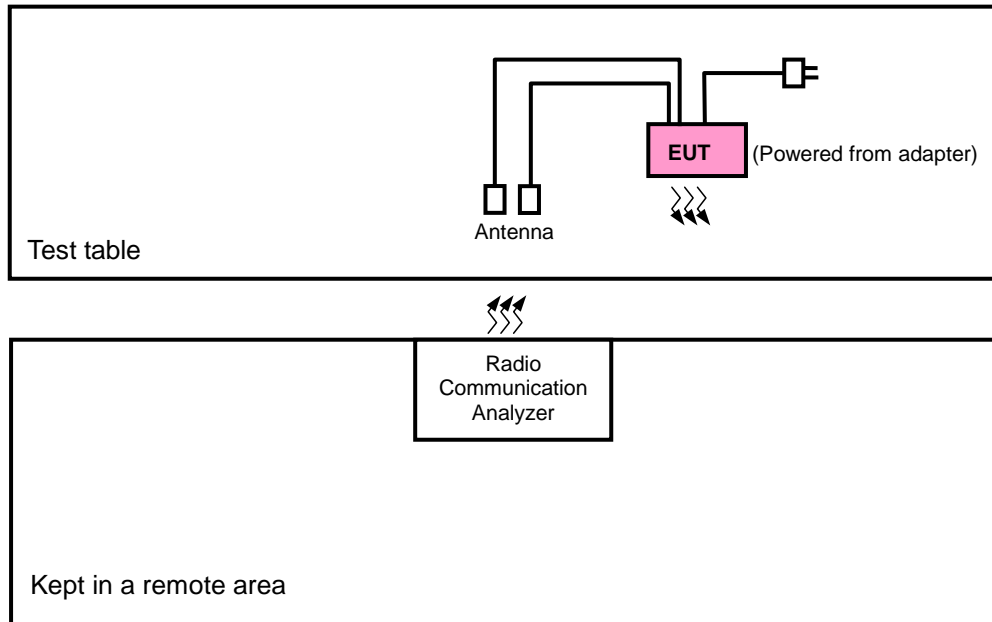 EUT
(Powered from adapter)
Antenna
Test table
Radio
Communication
Analyzer
Kept in a remote area